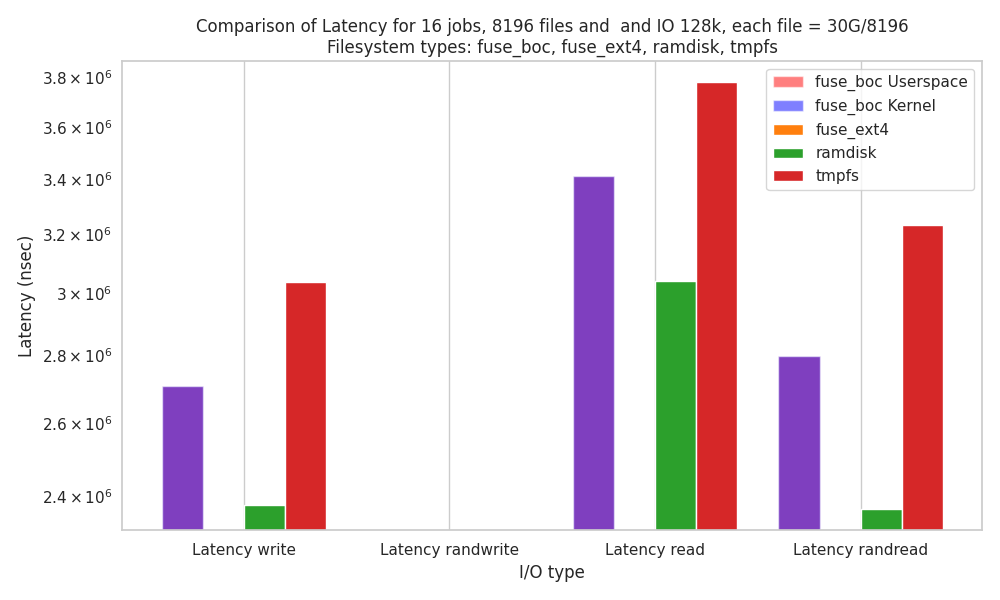 Comparison of Latency for 16 jobs, 8196 files and  and IO 128k, each file = 30G/8196
Filesystem types: fuse_boc, fuse_ext4, ramdisk, tmpfs
3.8 × 10⁶
3.6 × 10⁶
3.4 × 10⁶
3.2 × 10⁶
3 × 10⁶
2.8 × 10⁶
2.6 × 10⁶
2.4 × 10⁶
Latency (nsec)
fuse_boc Userspace
fuse_boc Kernel
fuse_ext4
ramdisk
tmpfs
Latency write
Latency randwrite
Latency read
Latency randread
I/O type